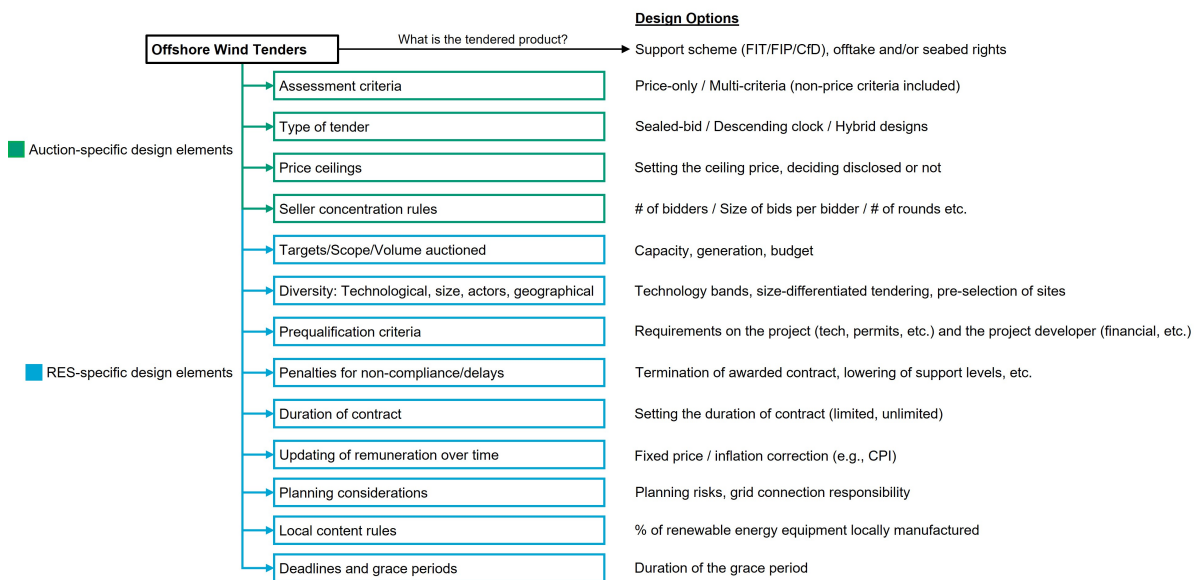 Design Options
Offshore Wind Tenders
What is the tendered product?
Support scheme (FIT/FIP/CfD), offtake and/or seabed rights
Assessment criteria
Price-only / Multi-criteria (non-price criteria included)
Type of tender
Sealed-bid / Descending clock / Hybrid designs
Auction-specific design elements
Price ceilings
Setting the ceiling price, deciding disclosed or not
Seller concentration rules
# of bidders / Size of bids per bidder / # of rounds etc.
Targets/Scope/Volume auctioned
Capacity, generation, budget
Diversity: Technological, size, actors, geographical
Technology bands, size-differentiated tendering, pre-selection of sites
Prequalification criteria
Requirements on the project (tech, permits, etc.) and the project developer (financial, etc.)
RES-specific design elements
Penalties for non-compliance/delays
Termination of awarded contract, lowering of support levels, etc.
Duration of contract
Setting the duration of contract (limited, unlimited)
Updating of remuneration over time
Fixed price / inflation correction (e.g., CPI)
Planning considerations
Planning risks, grid connection responsibility
Local content rules
% of renewable energy equipment locally manufactured
Deadlines and grace periods
Duration of the grace period